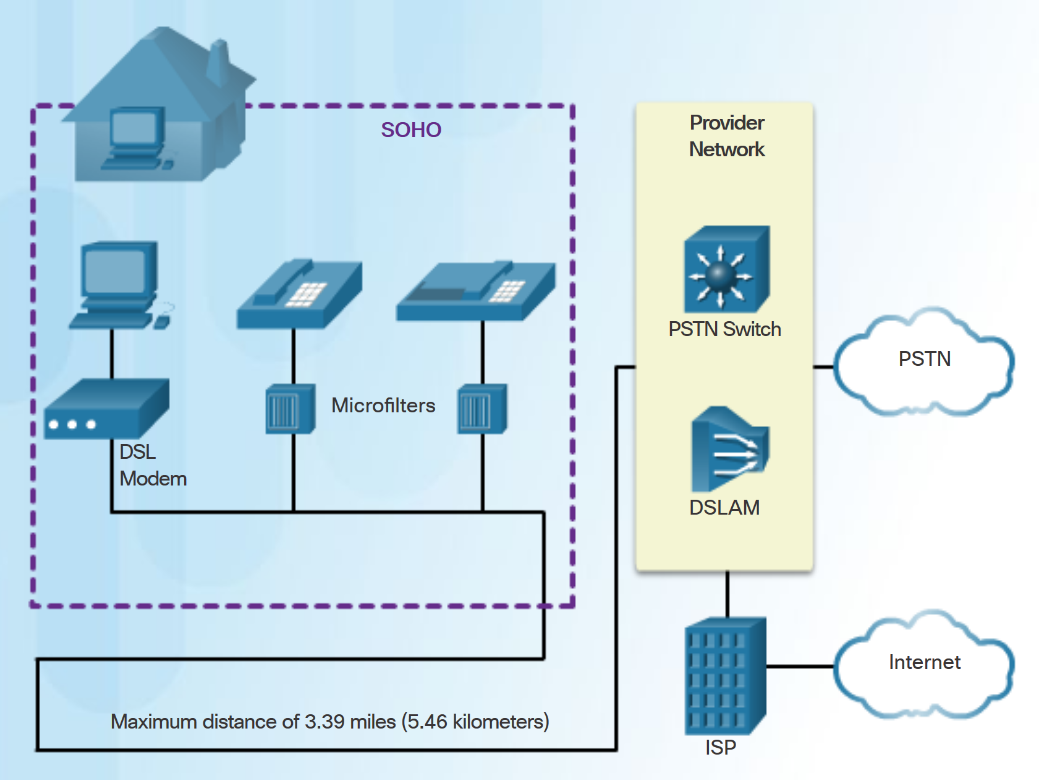 SOHO
Provider
Network
PSTN Switch
PSTN
Microfilters
DSL
Modem
DSLAM
Internet
Maximum distance of 3.39 miles (5.46 kilometers)
ISP